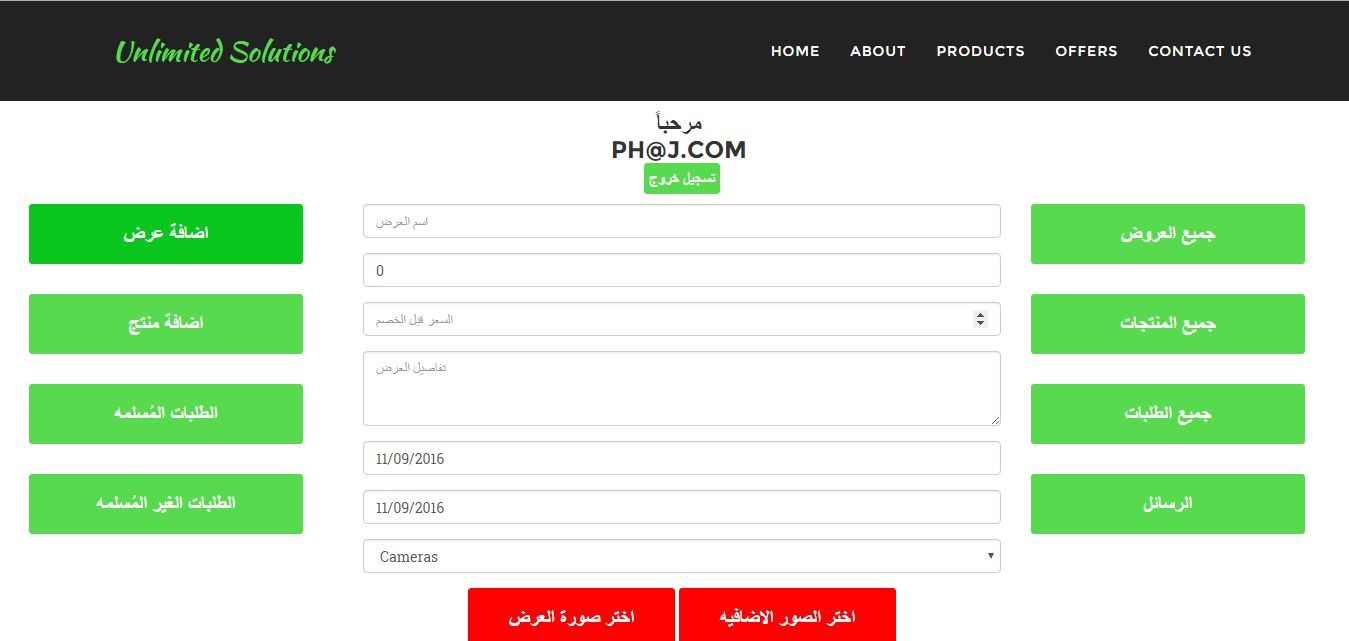 Unlimited Solutions
HOME ABOUT PRODUCTS OFFERS CONTACT US
مرحباً
PH@J.COM
تسجيل خروج
اضافة عرض
اضافة منتج
الطلبات المُسلمه
الطلبات الغير المُسلمه
اسم العرض
0
السعر قبل الخصم
تفاصيل العرض
11/09/2016
11/09/2016
Cameras
اختر صورة العرض
اختر الصور الاضافيه
جميع العروض
جميع المنتجات
جميع الطلبات
الرسائل